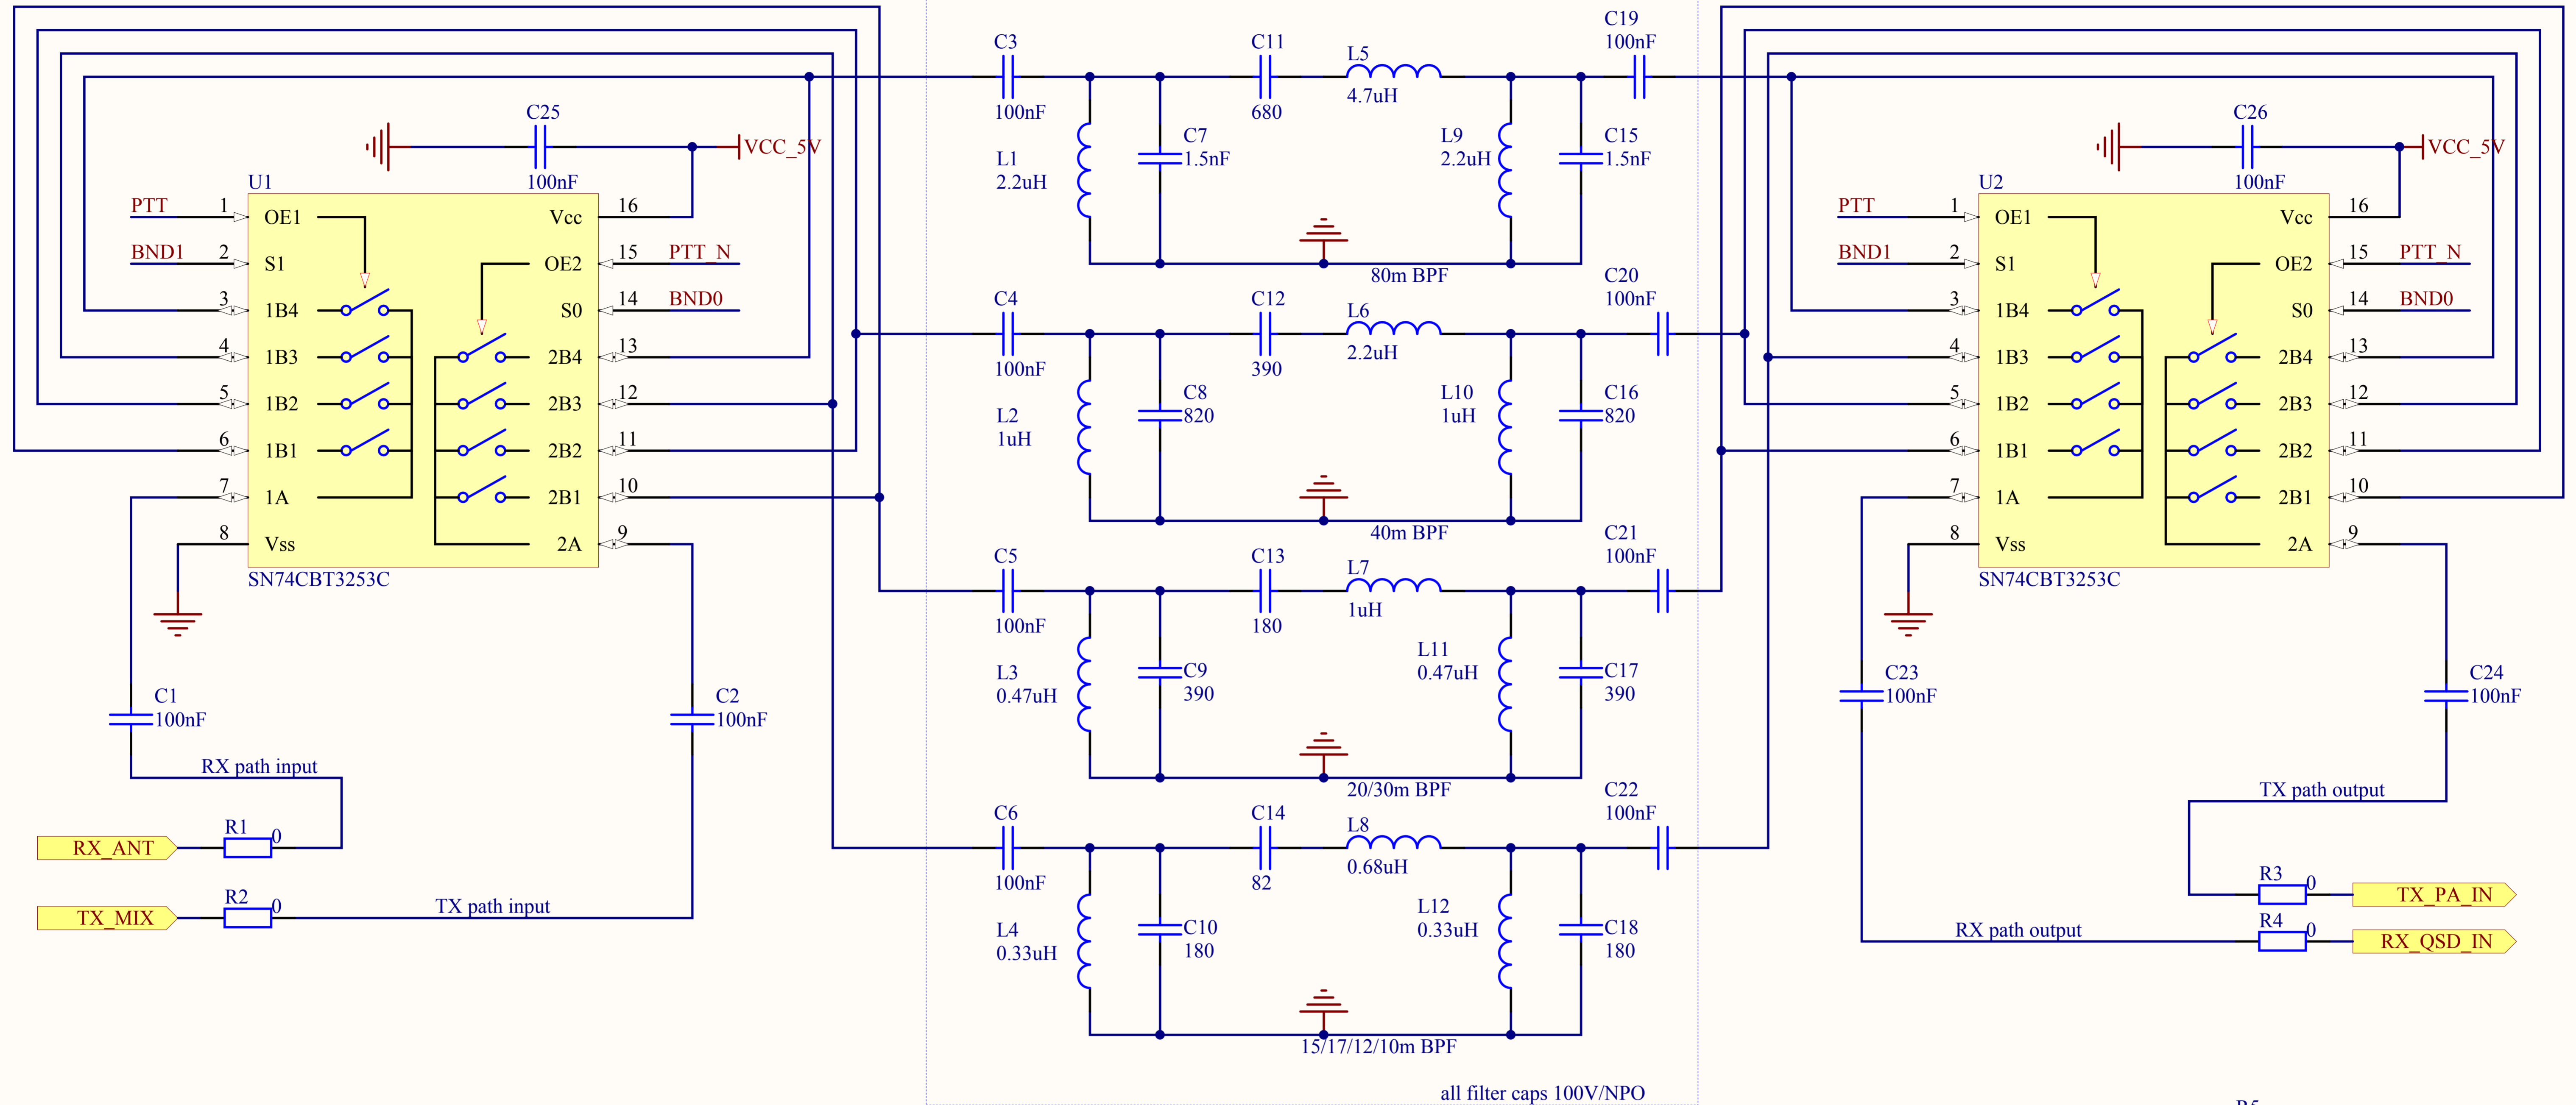 C25
100nF
VCC_5V
U1
PTT
1
OE1
Vcc
16
BND1
2
S1
OE2
15
PTT_N
3
1B4
S0
14
BND0
4
1B3
2B4
13
5
1B2
2B3
12
6
1B1
2B2
11
7
1A
2B1
10
8
Vss
2A
9
SN74CBT3253C
C1
100nF
C2
100nF
RX path input
R1
0
RX_ANT
R2
0
TX_MIX
TX path input
C3
100nF
C11
680
L5
4.7uH
C19
100nF
L1
2.2uH
C7
1.5nF
L9
2.2uH
C15
1.5nF
80m BPF
C4
100nF
C12
390
L6
2.2uH
C20
100nF
L2
1uH
C8
820
L10
1uH
C16
820
40m BPF
C5
100nF
C13
180
L7
1uH
C21
100nF
L3
0.47uH
C9
390
L11
0.47uH
C17
390
20/30m BPF
C6
100nF
C14
82
L8
0.68uH
C22
100nF
L4
0.33uH
C10
180
L12
0.33uH
C18
180
15/17/12/10m BPF
all filter caps 100V/NPO
C26
100nF
VCC_5V
U2
PTT
1
OE1
Vcc
16
BND1
2
S1
OE2
15
PTT_N
3
1B4
S0
14
BND0
4
1B3
2B4
13
5
1B2
2B3
12
6
1B1
2B2
11
7
1A
2B1
10
8
Vss
2A
9
SN74CBT3253C
C23
100nF
C24
100nF
TX path output
R3
0
TX_PA_IN
RX path output
R4
0
RX_QSD_IN